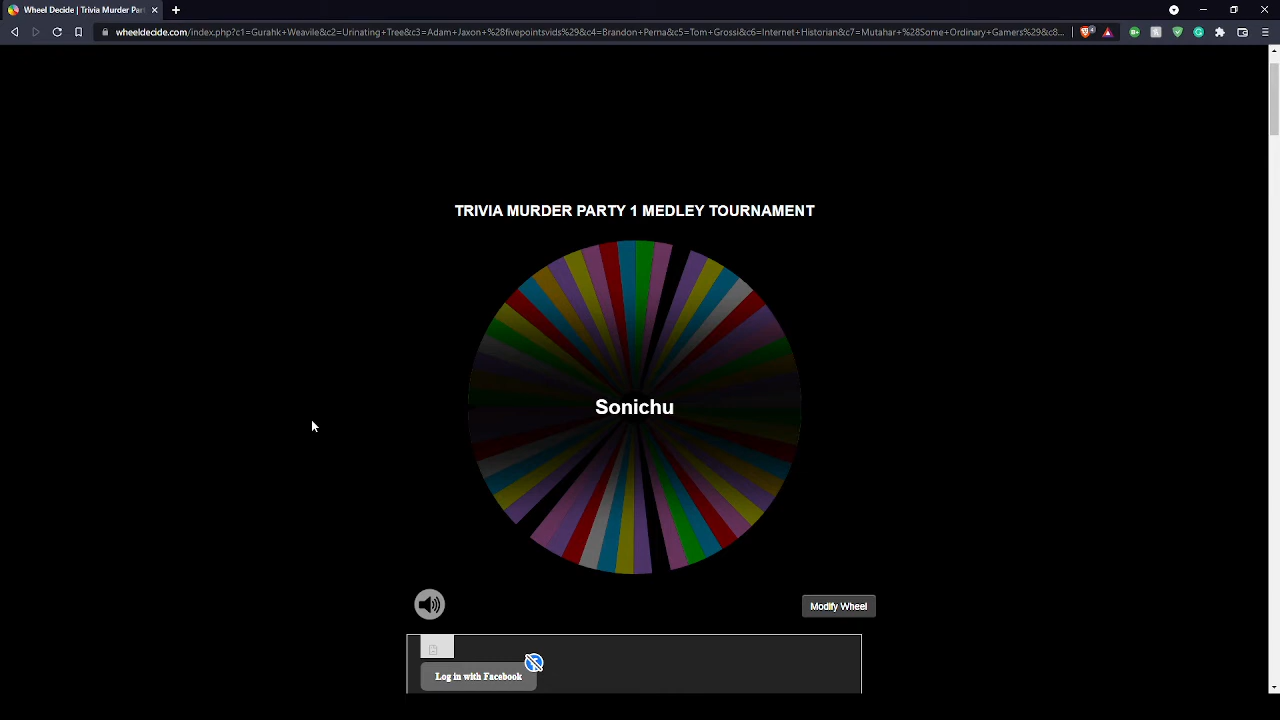 Wheel Decide | Trivia Murder Par
wheeldecide.com/index.php?c1=Gurahk+Weavile&c2=Urinating+Tree&c3=Adam+Jaxon+%28fivepointsvids%29&c4=Brandon+Perna&c5=Tom+Grossi&c6=Internet+Historian&c7=Mutahar+%28Some+Ordinary+Gamers%29&c8...
TRIVIA MURDER PARTY 1 MEDLEY TOURNAMENT
Sonichu
Modify Wheel
Log in with Facebook